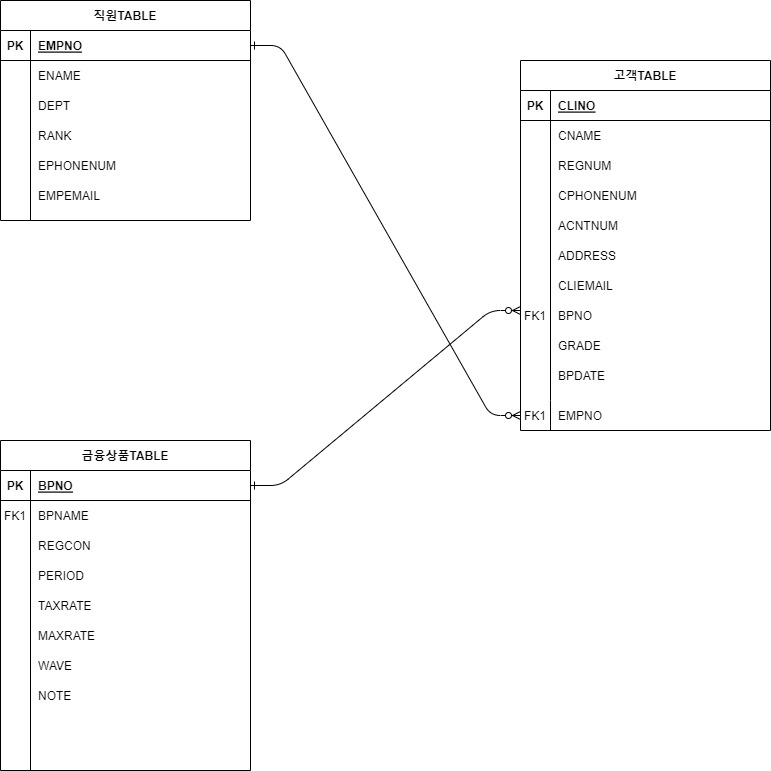 직원TABLE
PK EMPNO
ENAME
DEPT
RANK
EPHONENUM
EMPEMAIL
고객TABLE
PK CLINO
CNAME
REGNUM
CPHONENUM
ACNTNUM
ADDRESS
CLIEMAIL
FK1 BPNO
GRADE
BPDATE
FK1 EMPNO
금융상품TABLE
PK BPNO
FK1 BPNAME
REGCON
PERIOD
TAXRATE
MAXRATE
WAVE
NOTE